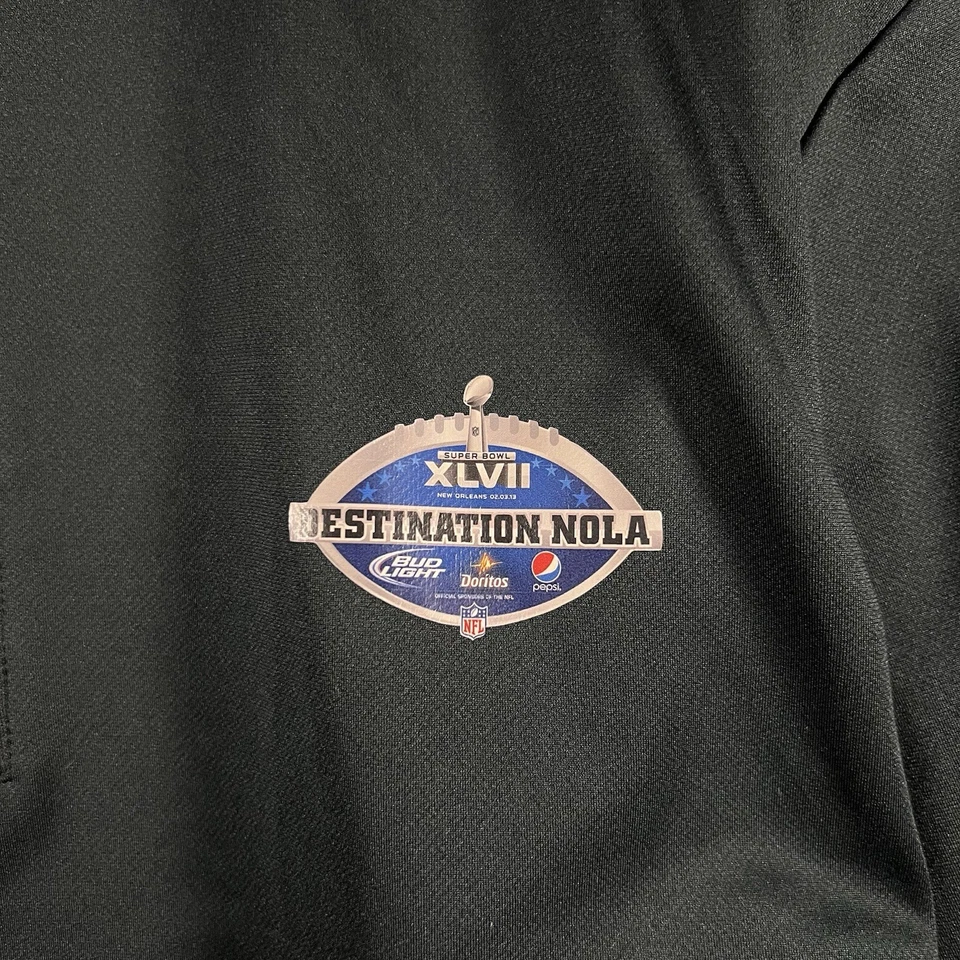 SUPER BOWL
XLVII
NEW ORLEANS 02.03.13
DESTINATION NOLA
BUD LIGHT
Doritos
pepsi.
OFFICIAL SPONSORS OF THE NFL
NFL